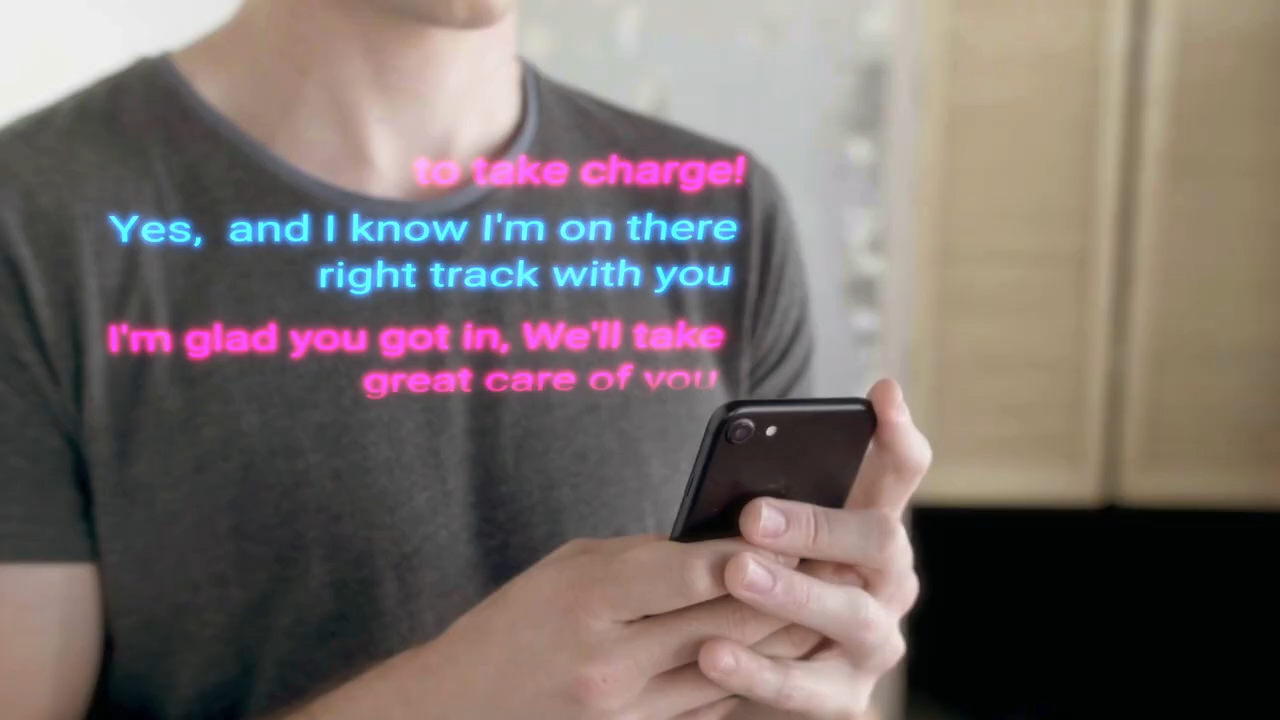 to take charge!
Yes, and I know I'm on there
right track with you
I'm glad you got in, We'll take
great care of you